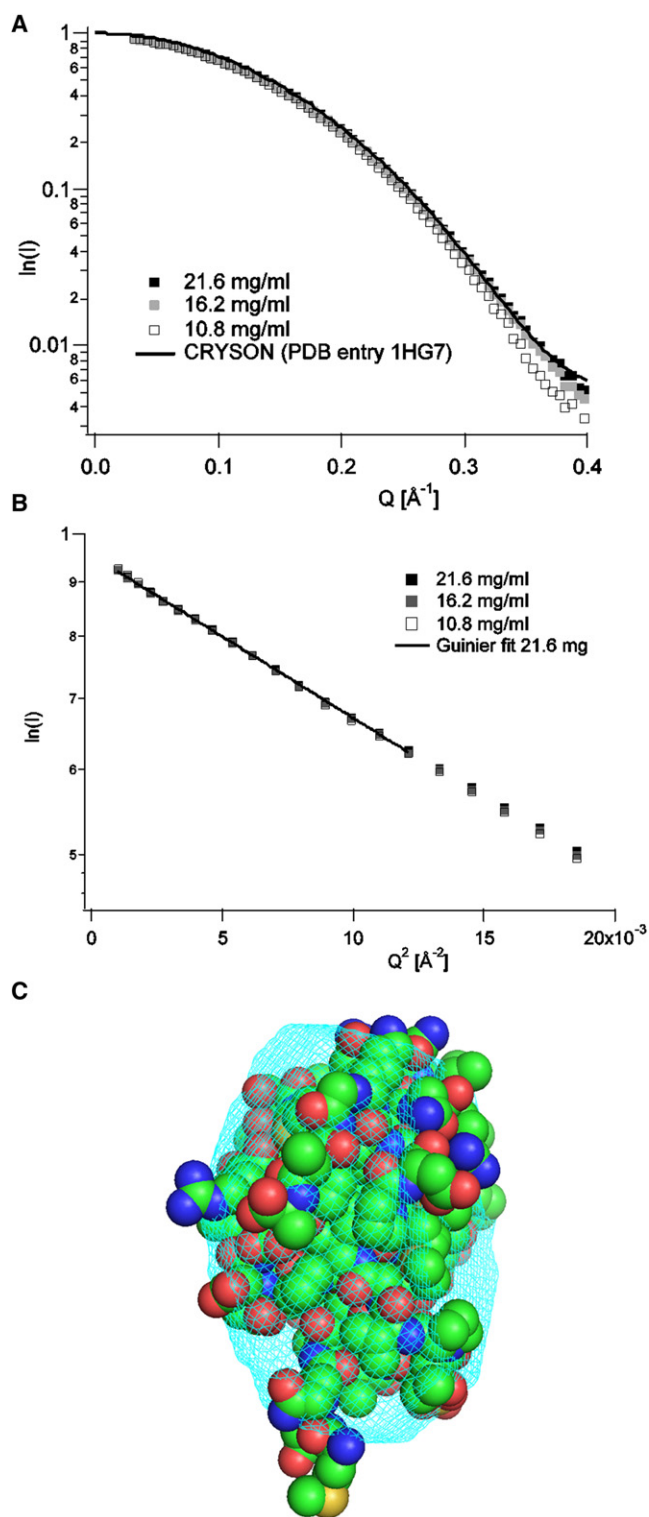 A
1
8
6
4
2
0.1
8
6
4
2
0.01
8
6
4
ln(I)
21.6 mg/ml
16.2 mg/ml
10.8 mg/ml
CRYSON (PDB entry 1HG7)
0.0 0.1 0.2 0.3 0.4
Q [Å⁻¹]
B
1
9
8
7
6
5
ln(I)
21.6 mg/ml
16.2 mg/ml
10.8 mg/ml
Guinier fit 21.6 mg
0 5 10 15 20x10⁻³
Q² [Å⁻²]
C